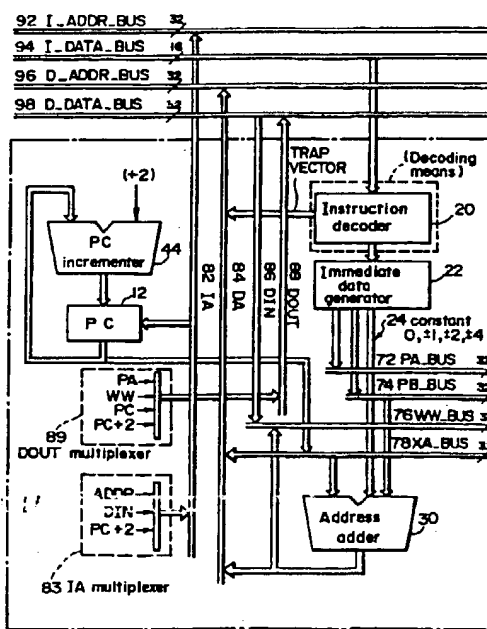 92 I_ADDR_BUS 32
94 I_DATA_BUS 16
96 D_ADDR_BUS 32
98 D_DATA_BUS
TRAP VECTOR
(Decoding means)
(+2)
PC incrementer
44
12
PC
82 IA
84 DA
86 DIN
88 DOUT
Instruction decoder
20
Immediate data generator
22
24 constant
0, ±1, ±2, ±4
72 PA_BUS
74 PB_BUS
76 WW_BUS
78 XA_BUS
PA
WW
PC
PC+2
89
DOUT multiplexer
ADDR
DIN
PC+2
83 IA multiplexer
Address adder
30